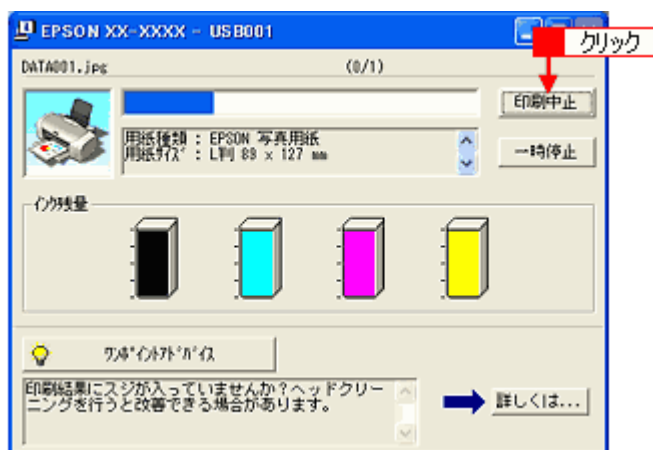 EPSON XX-XXXX - USB001
クリック
DATA001.jpg (0/1)
印刷中止
用紙種類 : EPSON 写真用紙
用紙ｻｲｽﾞ : L判 89 x 127 mm
一時停止
ｲﾝｸ残量
ﾜﾝﾎﾟｲﾝﾄｱﾄﾞﾊﾞｲｽ
印刷結果にスジが入っていませんか？ヘッドクリー
ニングを行うと改善できる場合があります。
詳しくは...